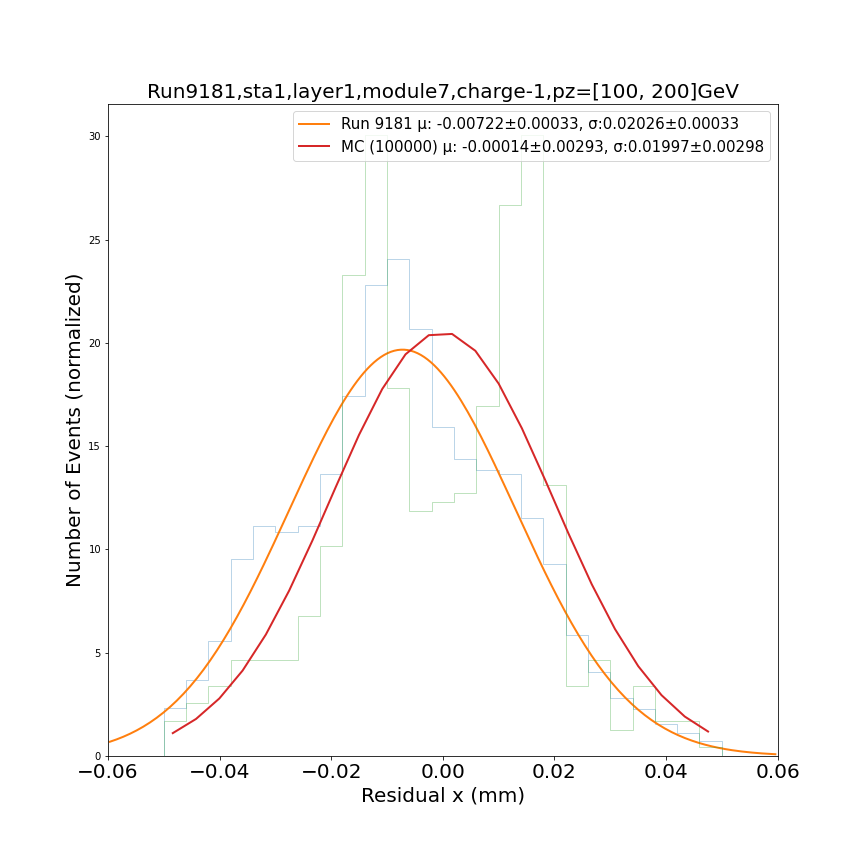 Run9181,sta1,layer1,module7,charge-1,pz=[100, 200]GeV
Run 9181 μ: -0.00722±0.00033, σ:0.02026±0.00033
MC (100000) μ: -0.00014±0.00293, σ:0.01997±0.00298
30
25
20
15
10
5
0
Number of Events (normalized)
−0.06 −0.04 −0.02 0.00 0.02 0.04 0.06
Residual x (mm)